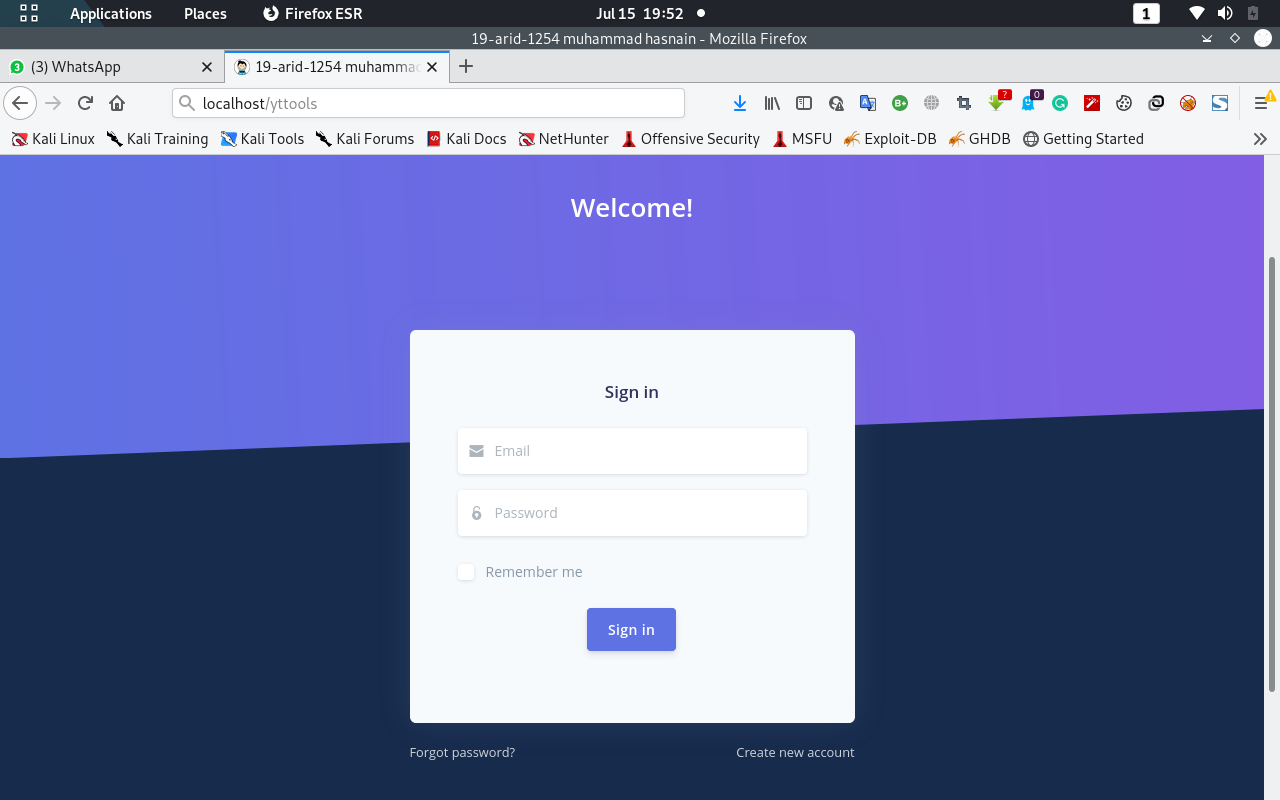 Applications Places Firefox ESR Jul 15 19:52 1
19-arid-1254 muhammad hasnain - Mozilla Firefox
3 (3) WhatsApp 19-arid-1254 muhammad
localhost/yttools B+ ? 0 G S
Kali Linux Kali Training Kali Tools Kali Forums Kali Docs NetHunter Offensive Security MSFU Exploit-DB GHDB Getting Started
Welcome!
Sign in
Email
Password
Remember me
Sign in
Forgot password? Create new account